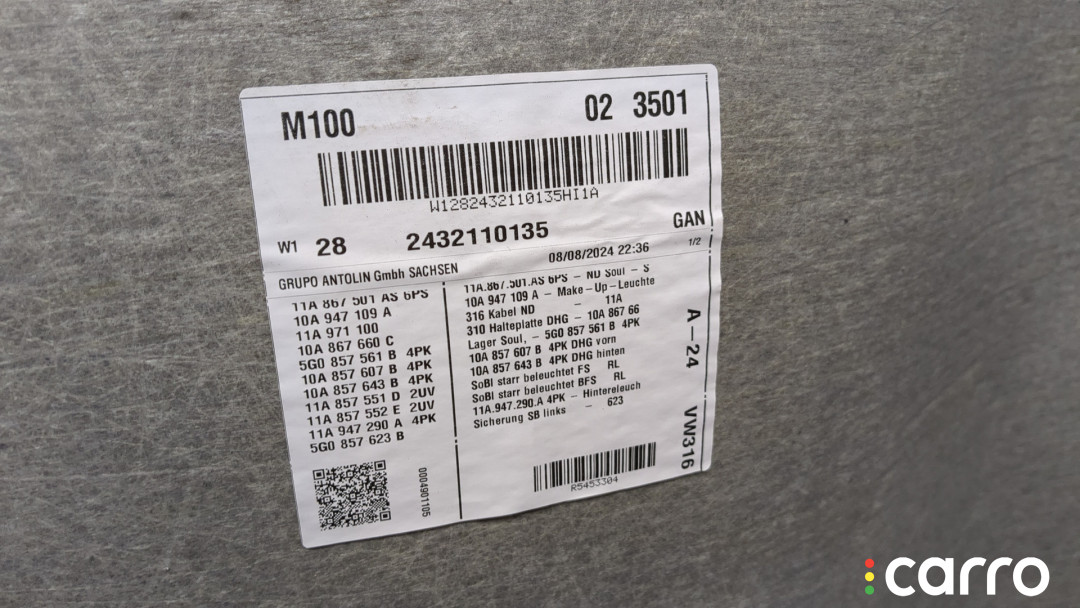 M100
02 3501
W1282432110135HI1A
W1 28 2432110135 GAN
GRUPO ANTOLIN Gmbh SACHSEN 08/08/2024 22:36 1/2
11A 867 501 AS 6PS
10A 947 109 A
11A 971 100
10A 867 660 C
5G0 857 561 B 4PK
10A 857 607 B 4PK
10A 857 643 B 4PK
11A 857 551 D 2UV
11A 857 552 E 2UV
11A 947 290 A 4PK
5G0 857 623 B
11A.867.501.AS 6PS – ND Soul – S
10A 947 109 A – Make–Up–Leuchte
316 Kabel ND – 11A
310 Halteplatte DHG – 10A 867 66
Lager Soul, – 5G0 857 561 B 4PK
10A 857 607 B 4PK DHG vorn
10A 857 643 B 4PK DHG hinten
SoBl starr beleuchtet FS RL
SoBl starr beleuchtet BFS RL
11A.947.290.A 4PK – Hintereleuch
Sicherung SB links – 623
A–24 VW316
0004901105
R5453304
carro